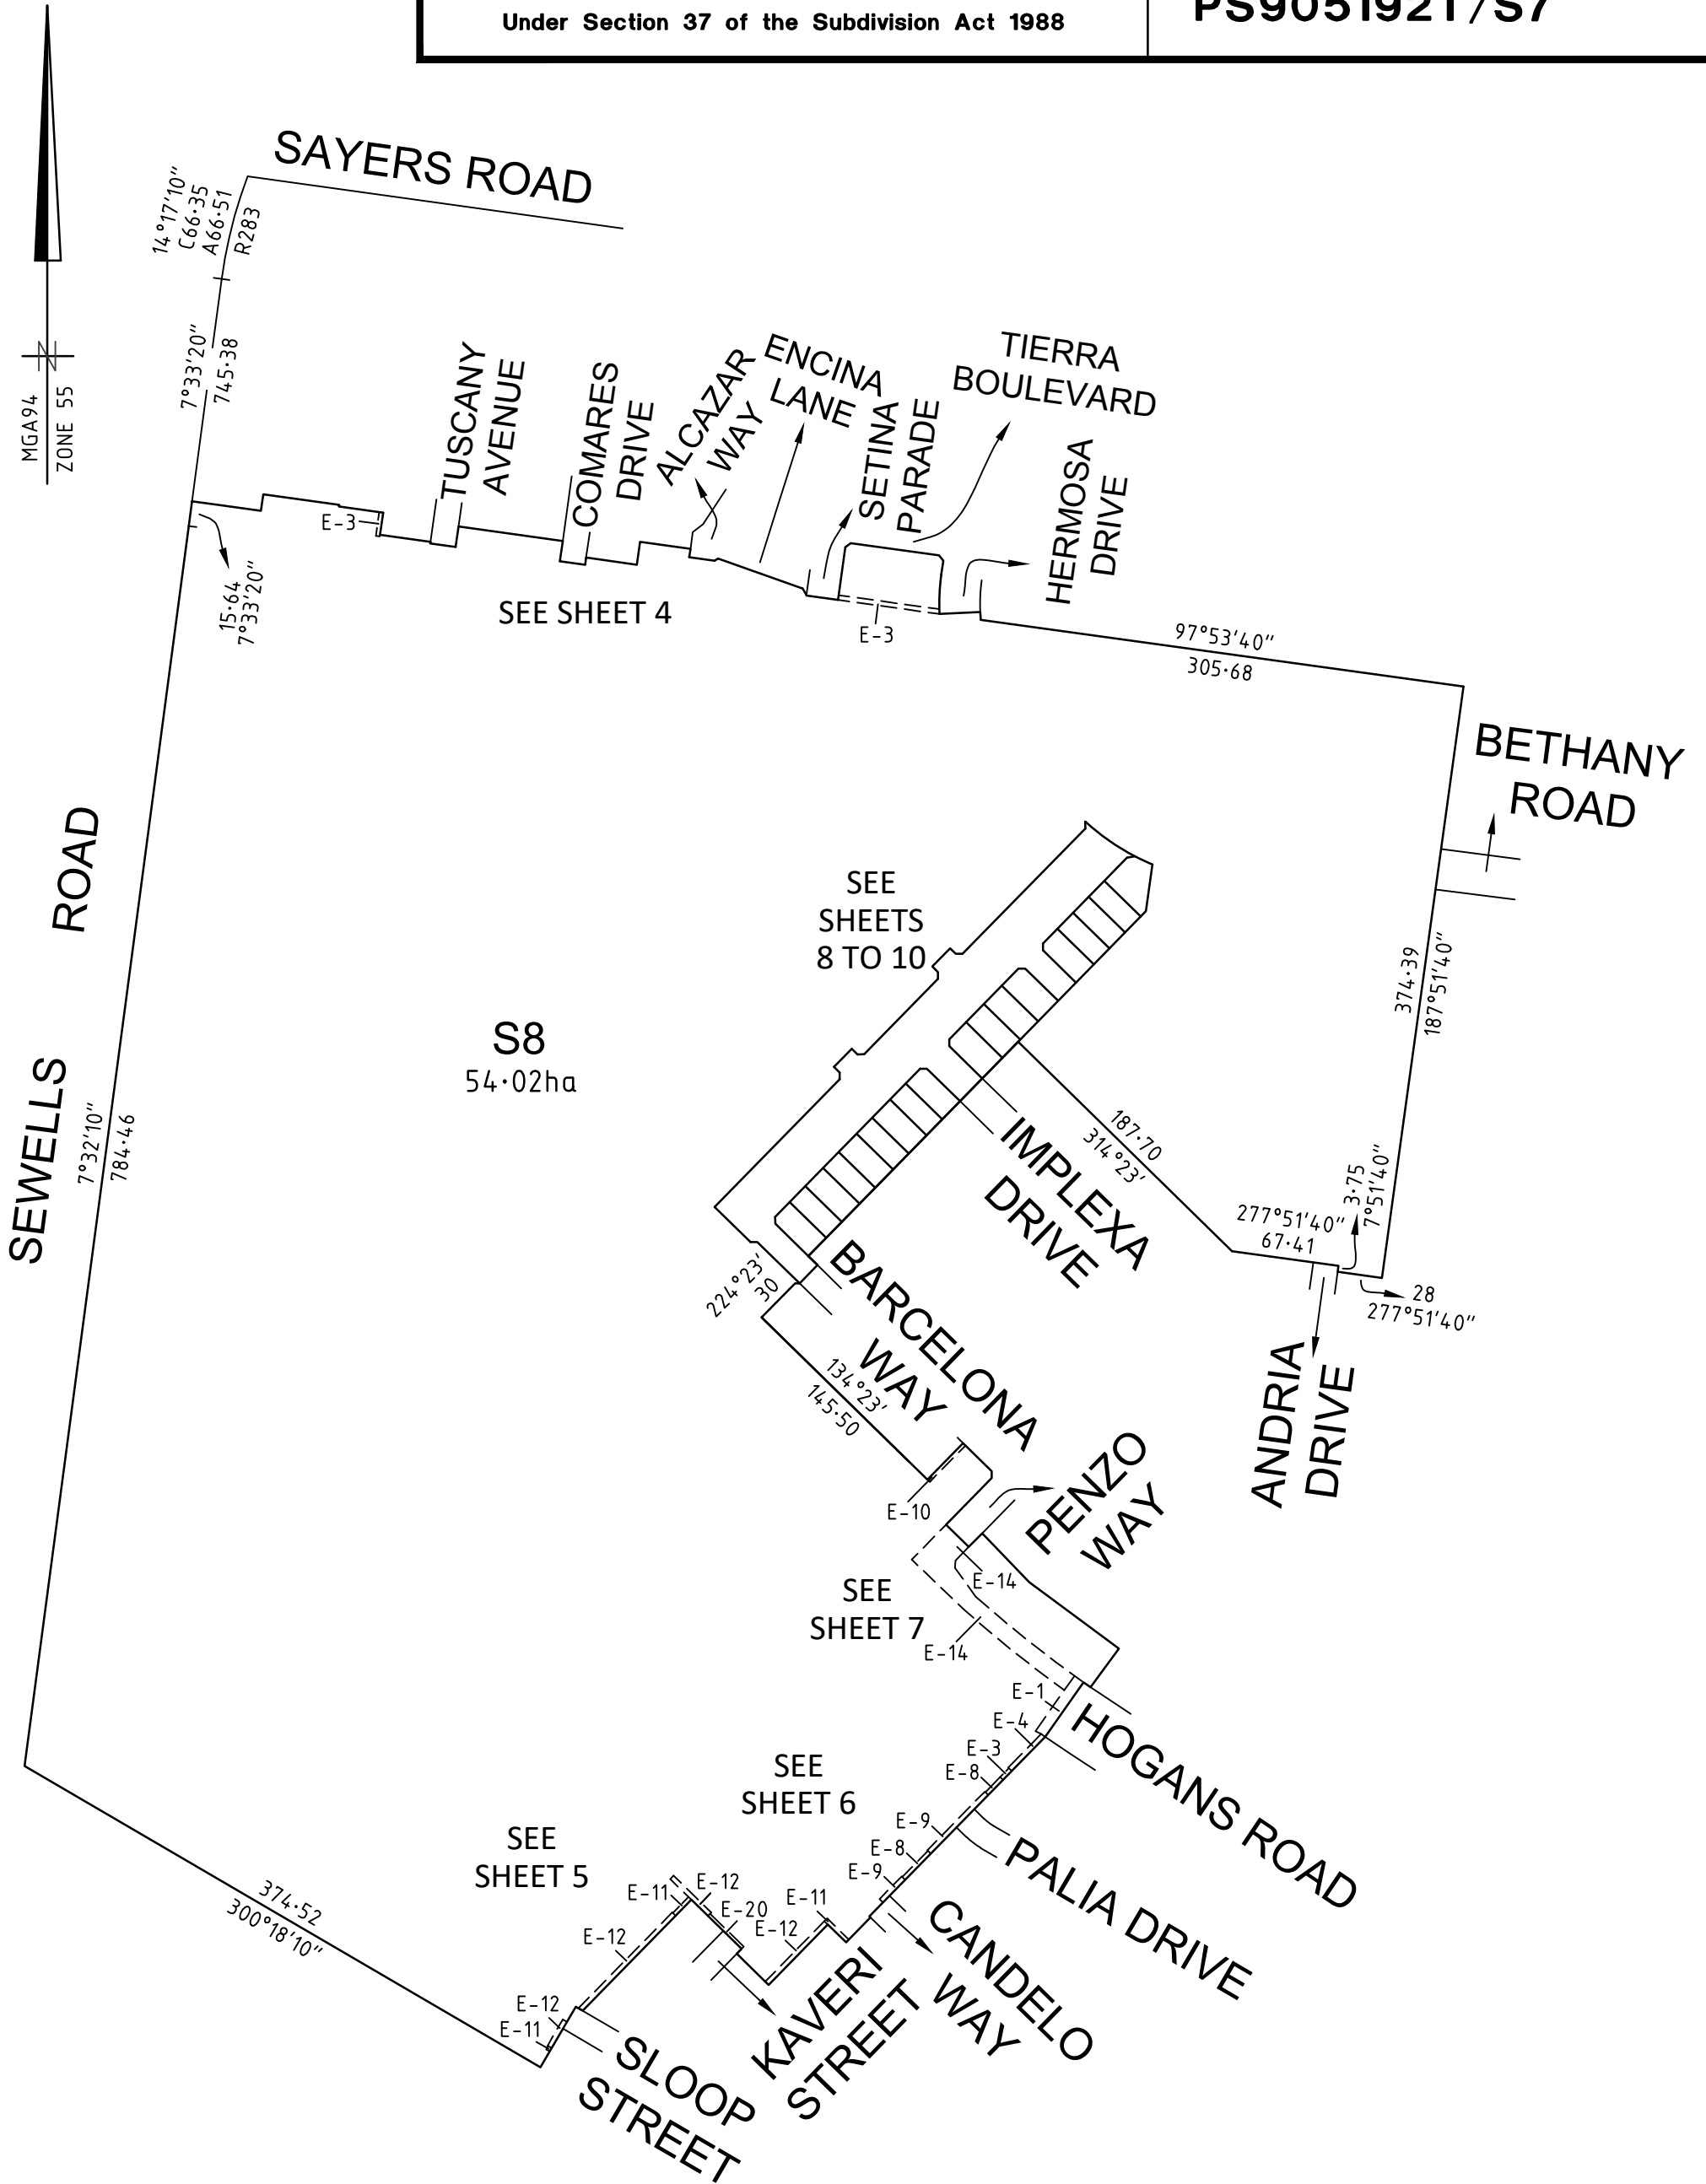 Under Section 37 of the Subdivision Act 1988
PS905192T/S7
MGA94
ZONE 55
N
SAYERS ROAD
14°17'10"
C66·35
A66·51
R283
7°33'20"
745·38
TUSCANY
AVENUE
COMARES
DRIVE
ALCAZAR
WAY
ENCINA
LANE
SETINA
PARADE
TIERRA
BOULEVARD
HERMOSA
DRIVE
E-3
15·64
7°33'20"
SEE SHEET 4
E-3
97°53'40"
305·68
BETHANY
ROAD
374·39
187°51'40"
SEWELLS ROAD
7°32'10"
784·46
SEE
SHEETS
8 TO 10
S8
54·02ha
187·70
314°23'
IMPLEXA
DRIVE
277°51'40"
67·41
3·75
7°51'40"
28
277°51'40"
ANDRIA
DRIVE
224°23'
30
BARCELONA
WAY
134°23'
145·50
E-10
PENZO
WAY
E-14
SEE
SHEET 7
E-14
E-1
E-4
E-3
E-8
HOGANS ROAD
SEE
SHEET 6
E-9
E-8
E-9
PALIA DRIVE
SEE
SHEET 5
E-11
E-12
E-20
E-11
E-12
E-12
CANDELO
WAY
KAVERI
STREET
374·52
300°18'10"
E-12
E-11
SLOOP
STREET